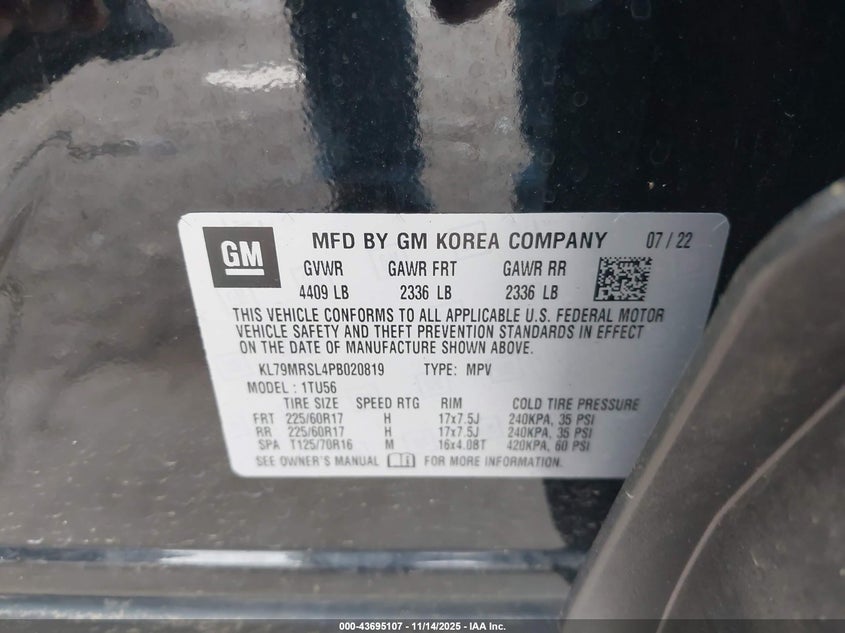 GM
MFD BY GM KOREA COMPANY 07 / 22
GVWR GAWR FRT GAWR RR
4409 LB 2336 LB 2336 LB
THIS VEHICLE CONFORMS TO ALL APPLICABLE U.S. FEDERAL MOTOR
VEHICLE SAFETY AND THEFT PREVENTION STANDARDS IN EFFECT
ON THE DATE OF MANUFACTURE SHOWN ABOVE.
KL79MRSL4PB020819 TYPE: MPV
MODEL : 1TU56
TIRE SIZE SPEED RTG RIM COLD TIRE PRESSURE
FRT 225/60R17 H 17x7.5J 240KPA, 35 PSI
RR 225/60R17 H 17x7.5J 240KPA, 35 PSI
SPA T125/70R16 M 16x4.0BT 420KPA, 60 PSI
SEE OWNER'S MANUAL FOR MORE INFORMATION.
000-43695107 - 11/14/2025 - IAA Inc.